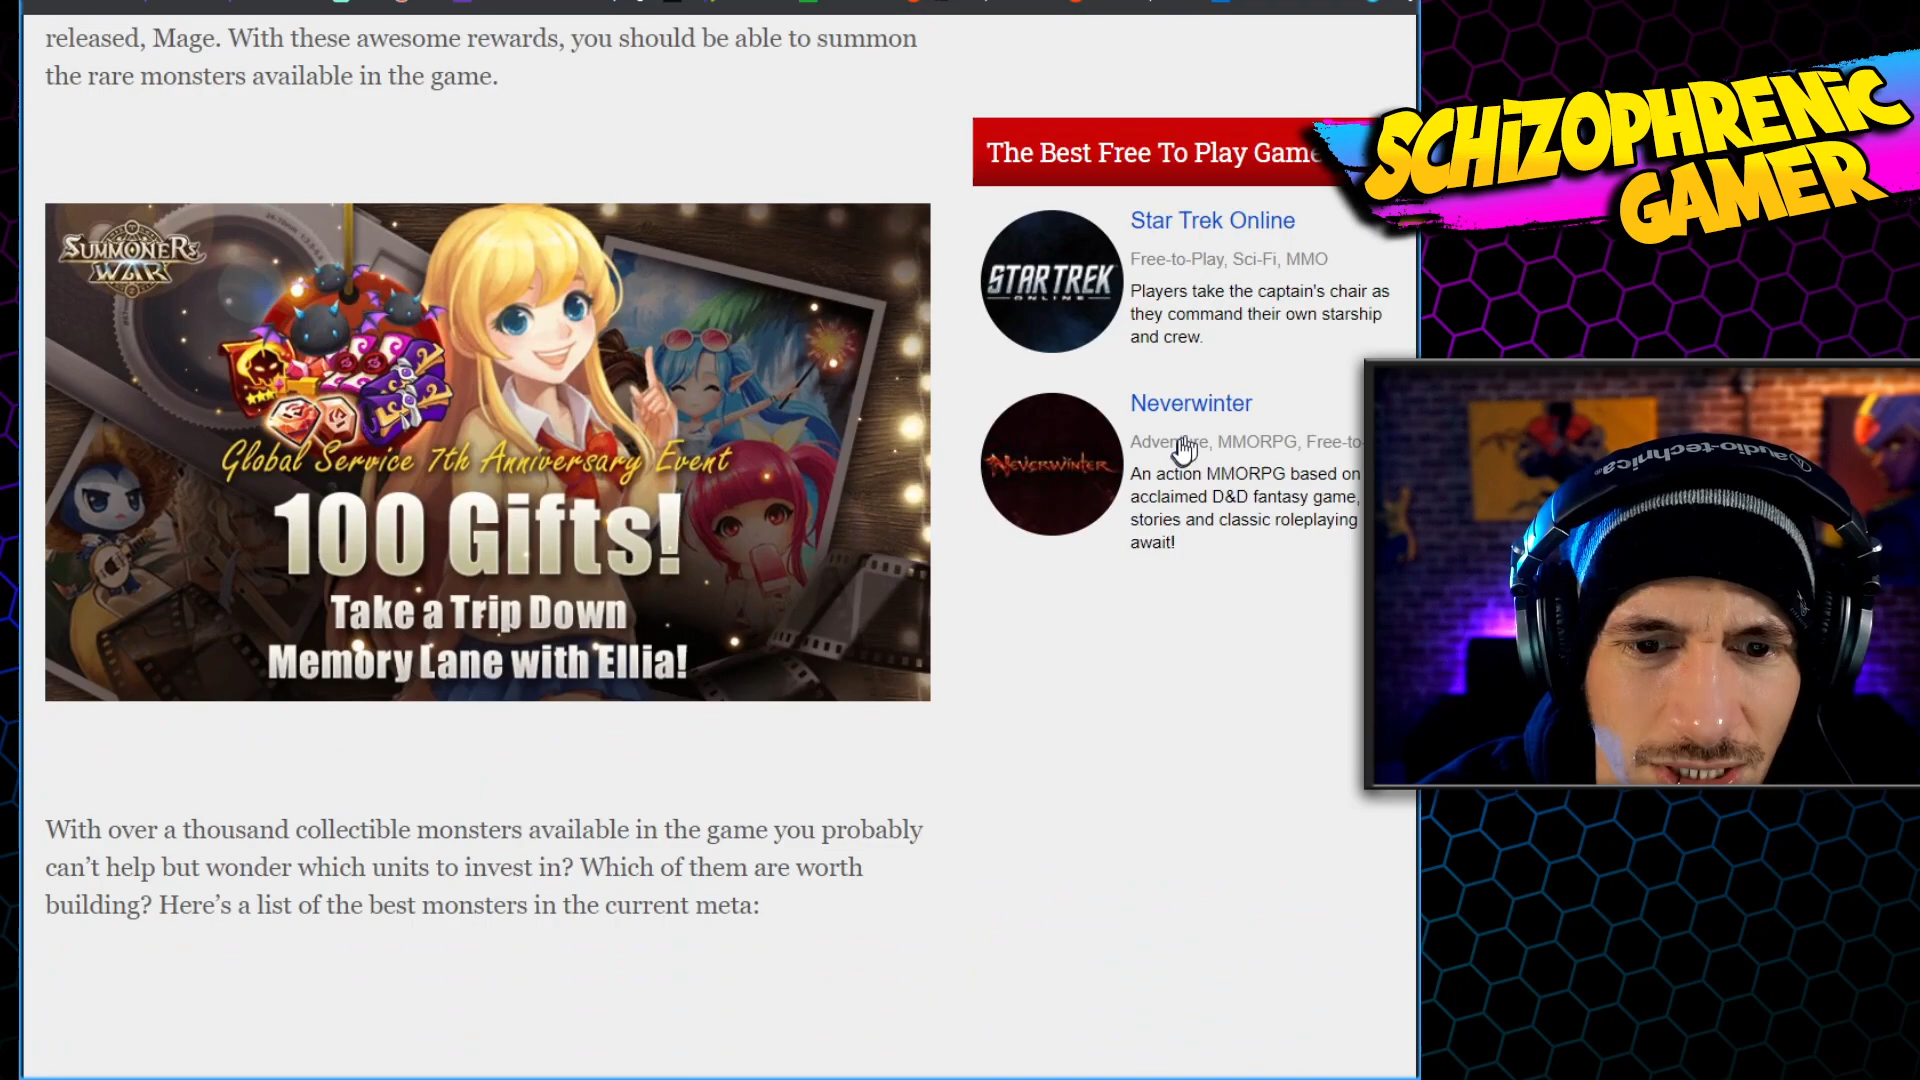 released, Mage. With these awesome rewards, you should be able to summon
the rare monsters available in the game.
SUMMONERS
WAR
Global Service 7th Anniversary Event
100 Gifts!
Take a Trip Down
Memory Lane with Ellia!
With over a thousand collectible monsters available in the game you probably
can't help but wonder which units to invest in? Which of them are worth
building? Here's a list of the best monsters in the current meta:
The Best Free To Play Game
STAR TREK
ONLINE
Star Trek Online
Free-to-Play, Sci-Fi, MMO
Players take the captain's chair as
they command their own starship
and crew.
NEVERWINTER
Neverwinter
Adventure, MMORPG, Free-to-
An action MMORPG based on
acclaimed D&D fantasy game,
stories and classic roleplaying
await!
SCHIZOPHRENIC
GAMER
audio-technica